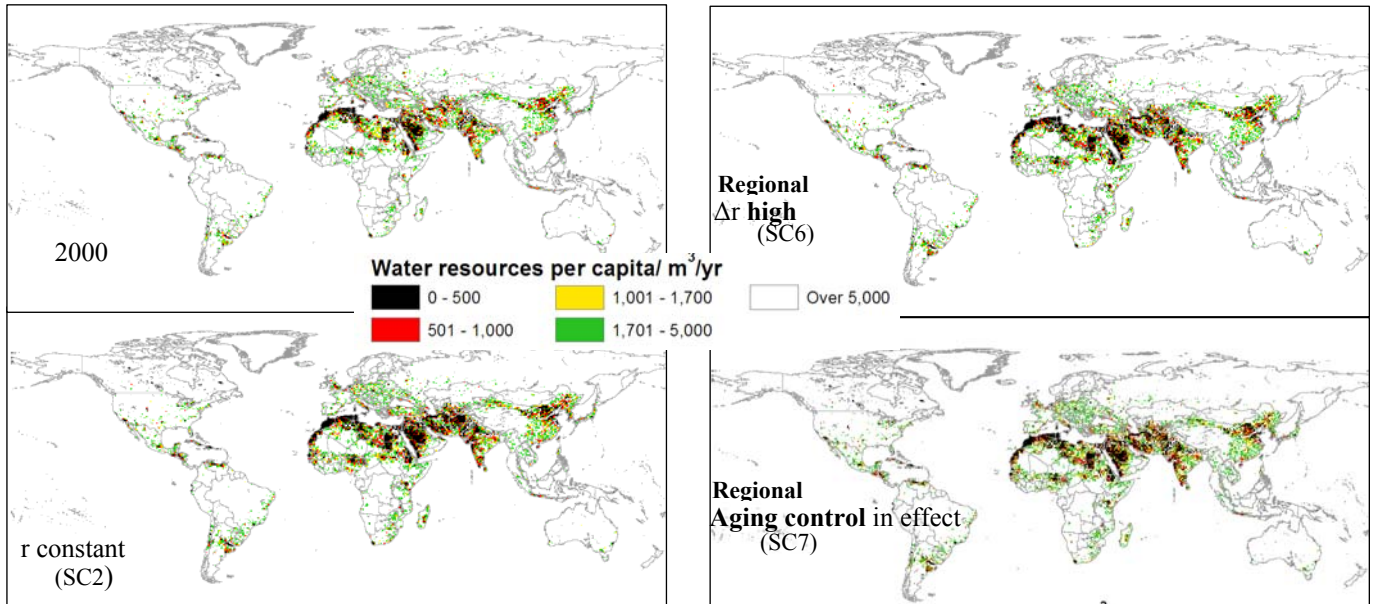 2000
Regional
Δr high
(SC6)
Water resources per capita/ m³/yr
0 - 500
1,001 - 1,700
Over 5,000
501 - 1,000
1,701 - 5,000
r constant
(SC2)
Regional
Aging control in effect
(SC7)